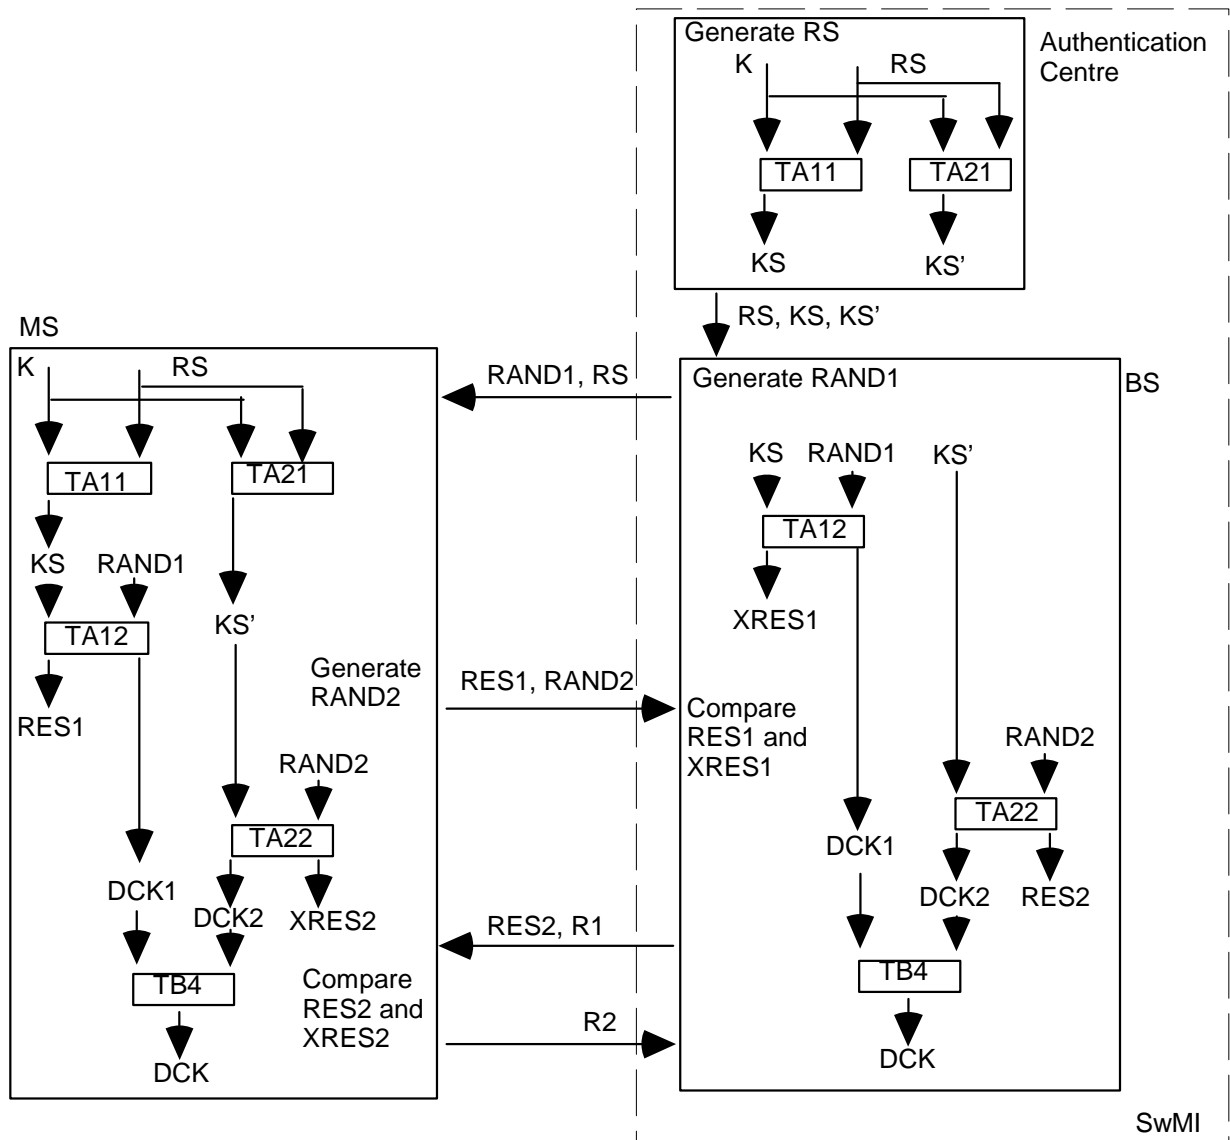 Generate RS
Authentication
Centre
K
RS
TA11
TA21
KS
KS’
RS, KS, KS’
MS
K
RS
TA11
TA21
KS
RAND1
TA12
KS’
RES1
Generate
RAND2
RAND2
TA22
DCK1
DCK2
XRES2
TB4
DCK
Compare
RES2 and
XRES2
RAND1, RS
RES1, RAND2
RES2, R1
R2
BS
Generate RAND1
KS
RAND1
KS’
TA12
XRES1
Compare
RES1 and
XRES1
RAND2
TA22
DCK1
DCK2
RES2
TB4
DCK
SwMI